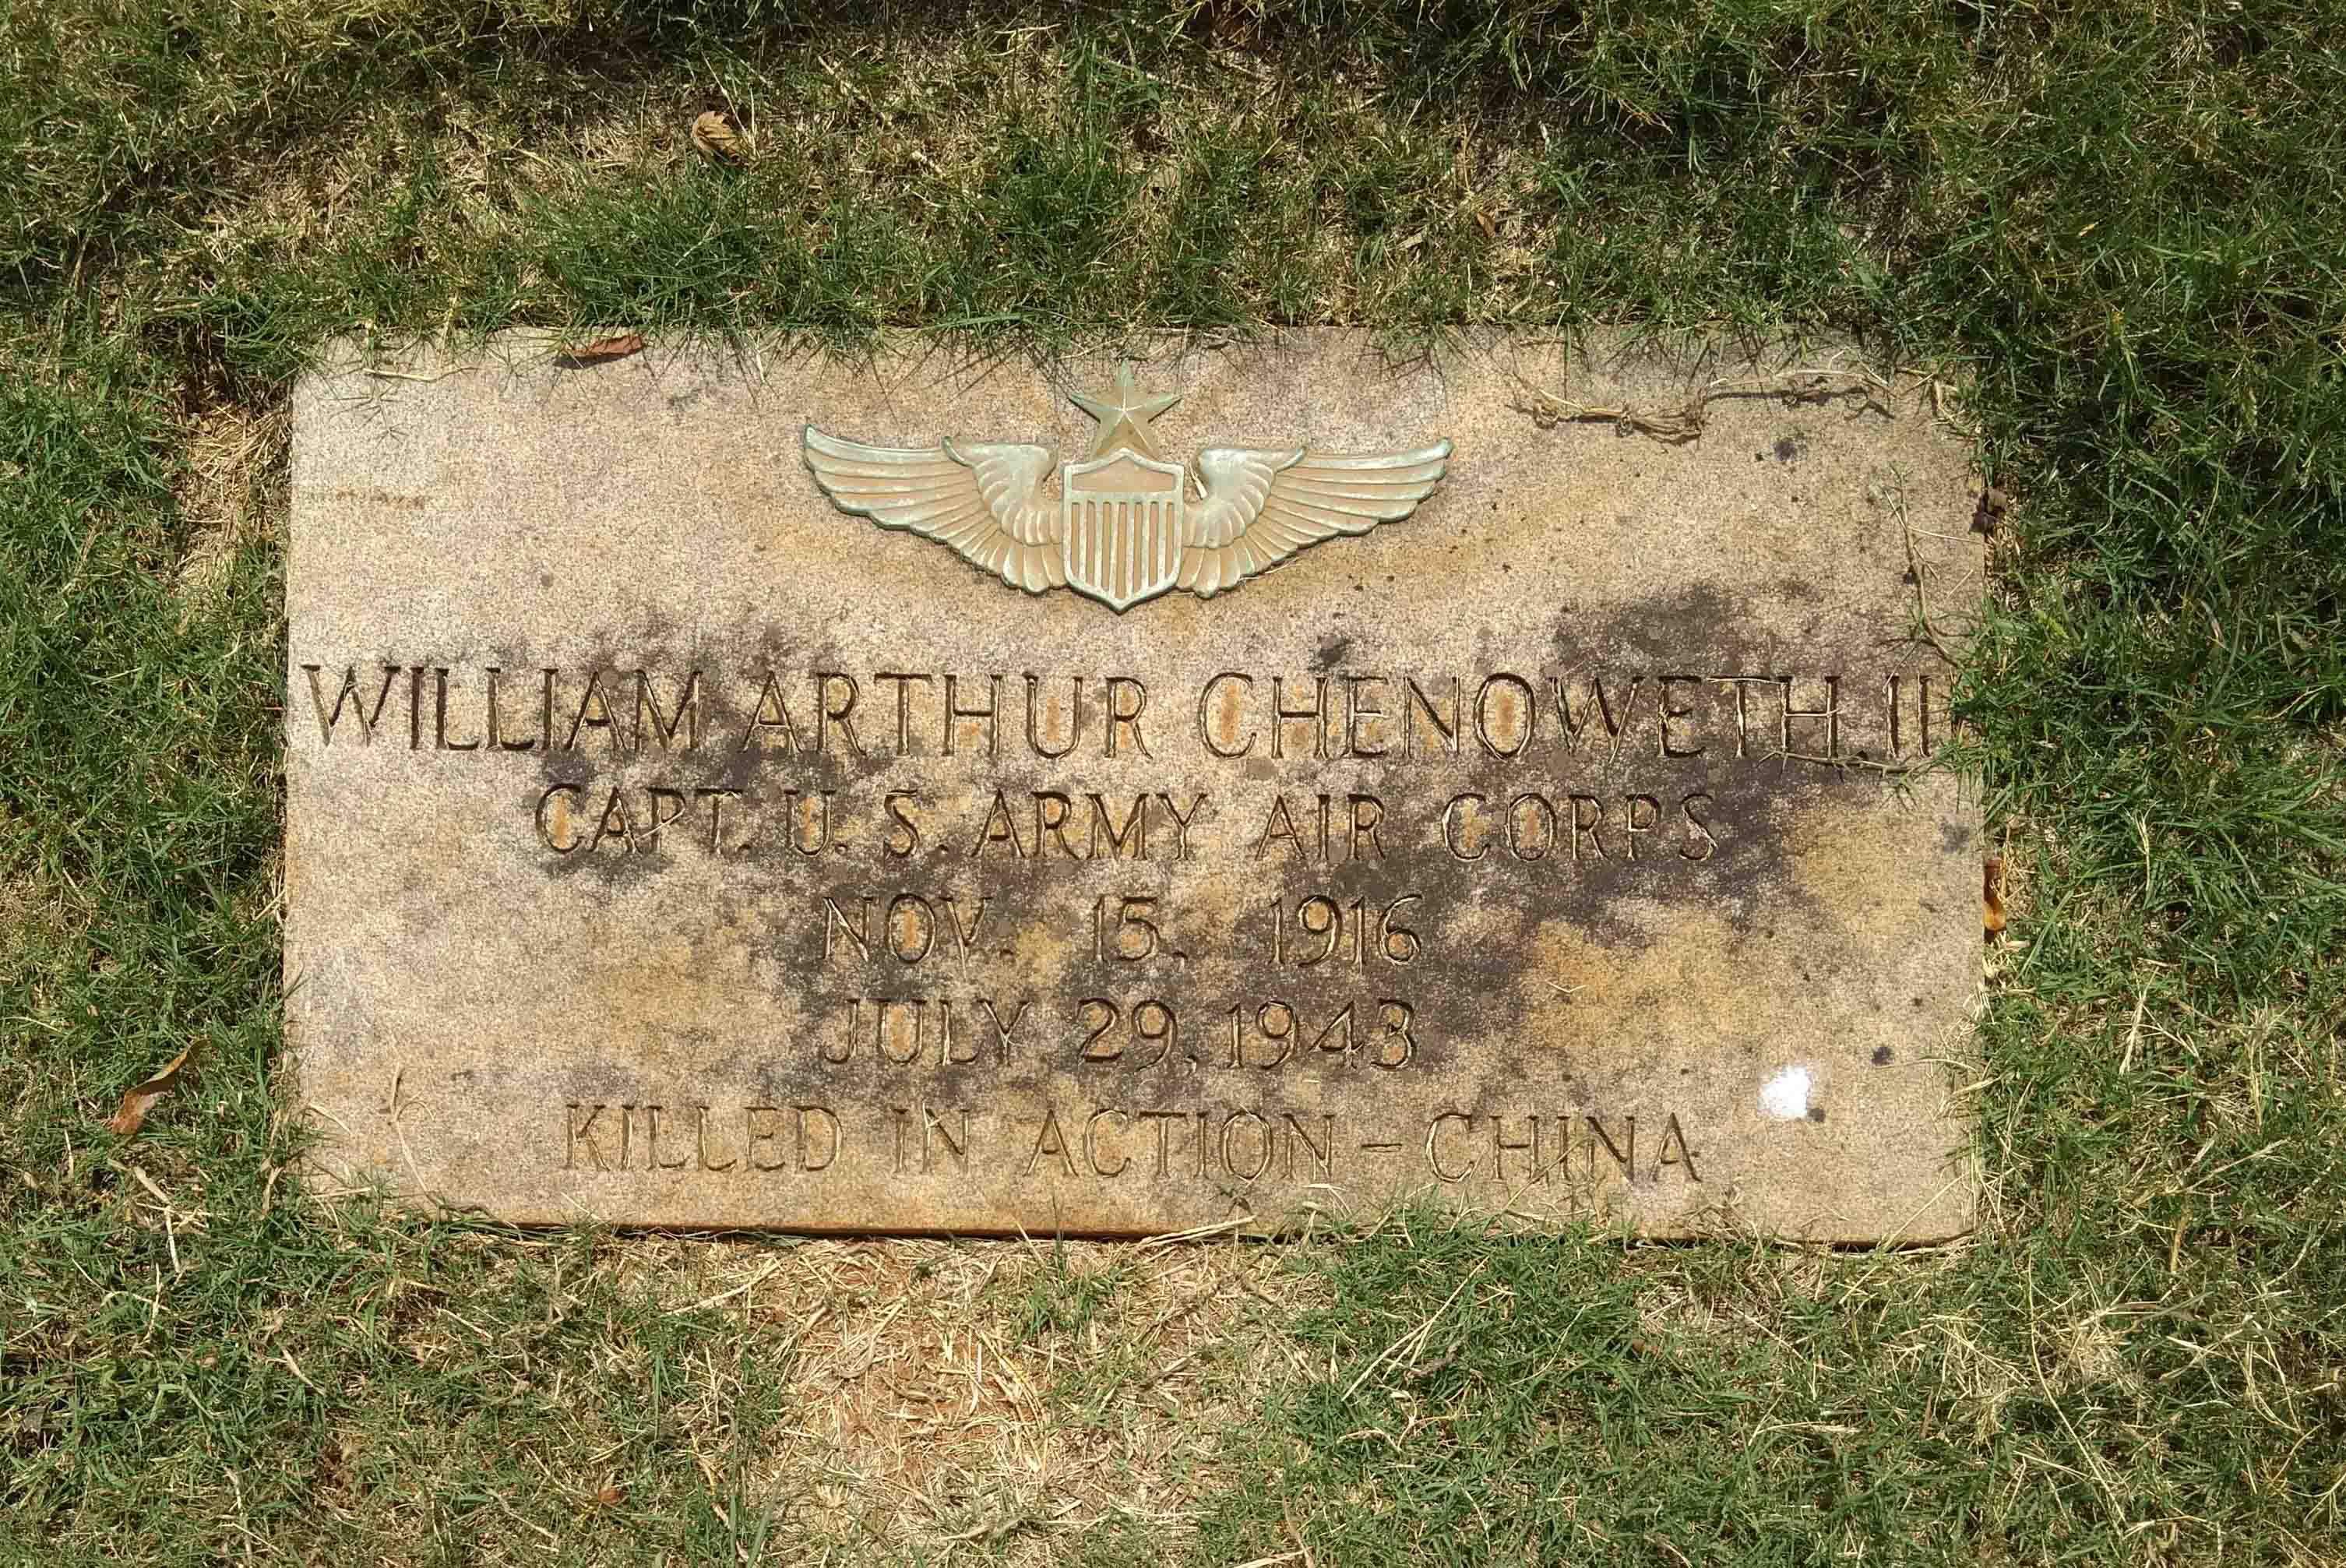 WILLIAM ARTHUR CHENOWETH II
CAPT. U. S. ARMY AIR CORPS
NOV. 15, 1916
JULY 29, 1943
KILLED IN ACTION – CHINA